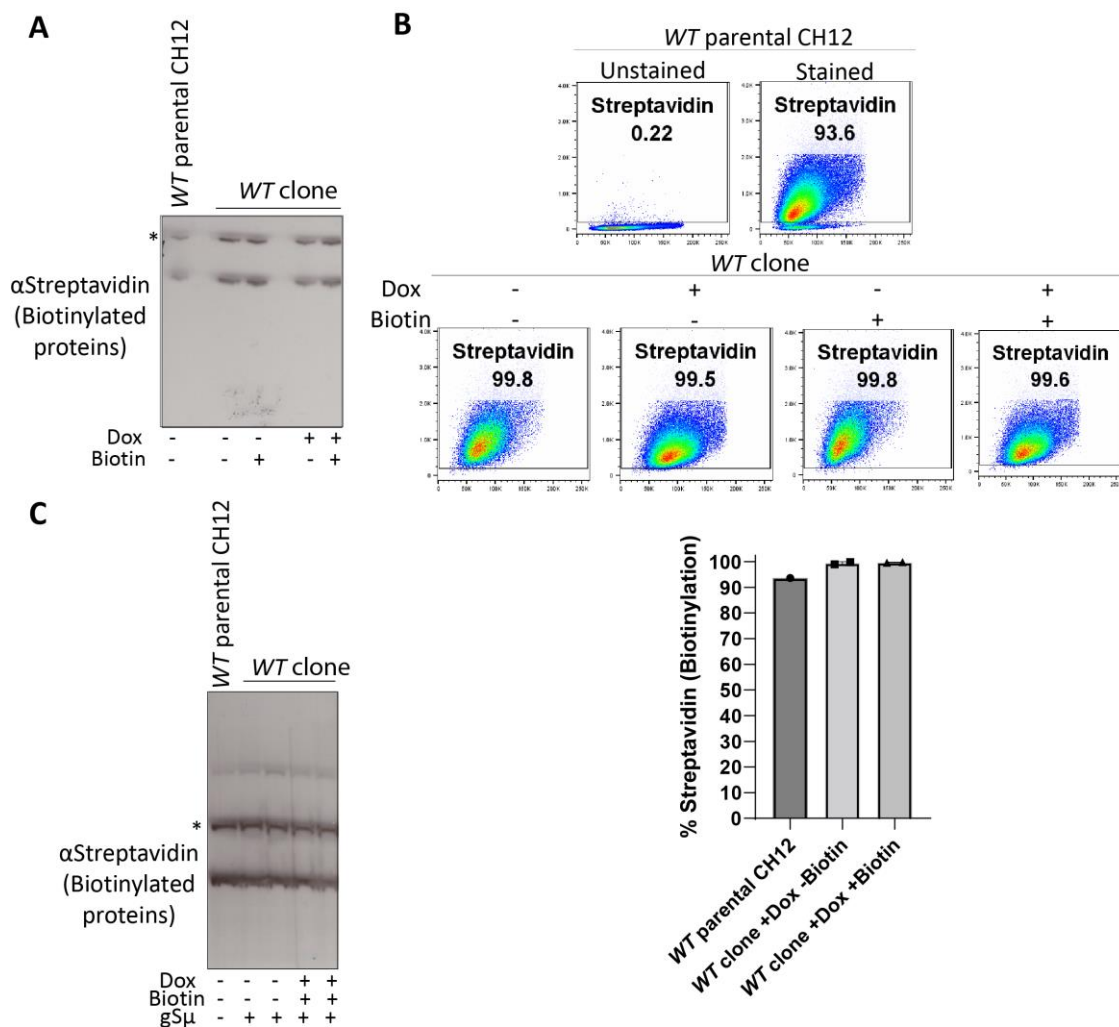 A
WT parental CH12
WT clone
*
αStreptavidin
(Biotinylated
proteins)
Dox - - - + +
Biotin - - + - +
B
WT parental CH12
Unstained Stained
Streptavidin
0.22
Streptavidin
93.6
WT clone
Dox - + - +
Biotin - - + +
Streptavidin
99.8
Streptavidin
99.5
Streptavidin
99.8
Streptavidin
99.6
C
WT parental CH12
WT clone
*
αStreptavidin
(Biotinylated
proteins)
Dox - - - + +
Biotin - - - + +
gSμ - + + + +
% Streptavidin (Biotinylation)
100
90
80
70
60
50
40
30
20
10
0
WT parental CH12
WT clone +Dox -Biotin
WT clone +Dox +Biotin